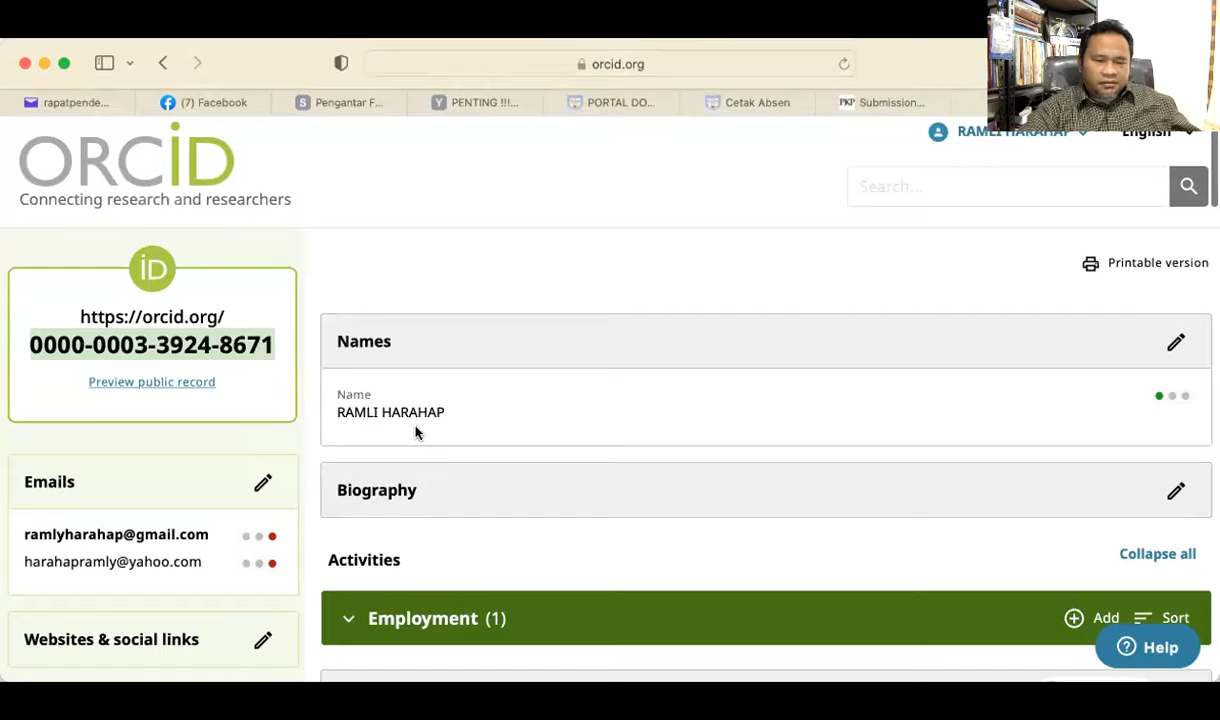 orcid.org
rapatpende...
(7) Facebook
S
Pengantar F...
Y
PENTING !!!...
PORTAL DO...
Cetak Absen
PKP
Submission...
ORCiD
Connecting research and researchers
RAMLI HARAHAP
English
Search...
Printable version
iD
https://orcid.org/
0000-0003-3924-8671
Preview public record
Names
Name
RAMLI HARAHAP
Emails
ramlyharahap@gmail.com
harahapramly@yahoo.com
Biography
Activities
Collapse all
Employment (1)
Add
Sort
Websites & social links
Help